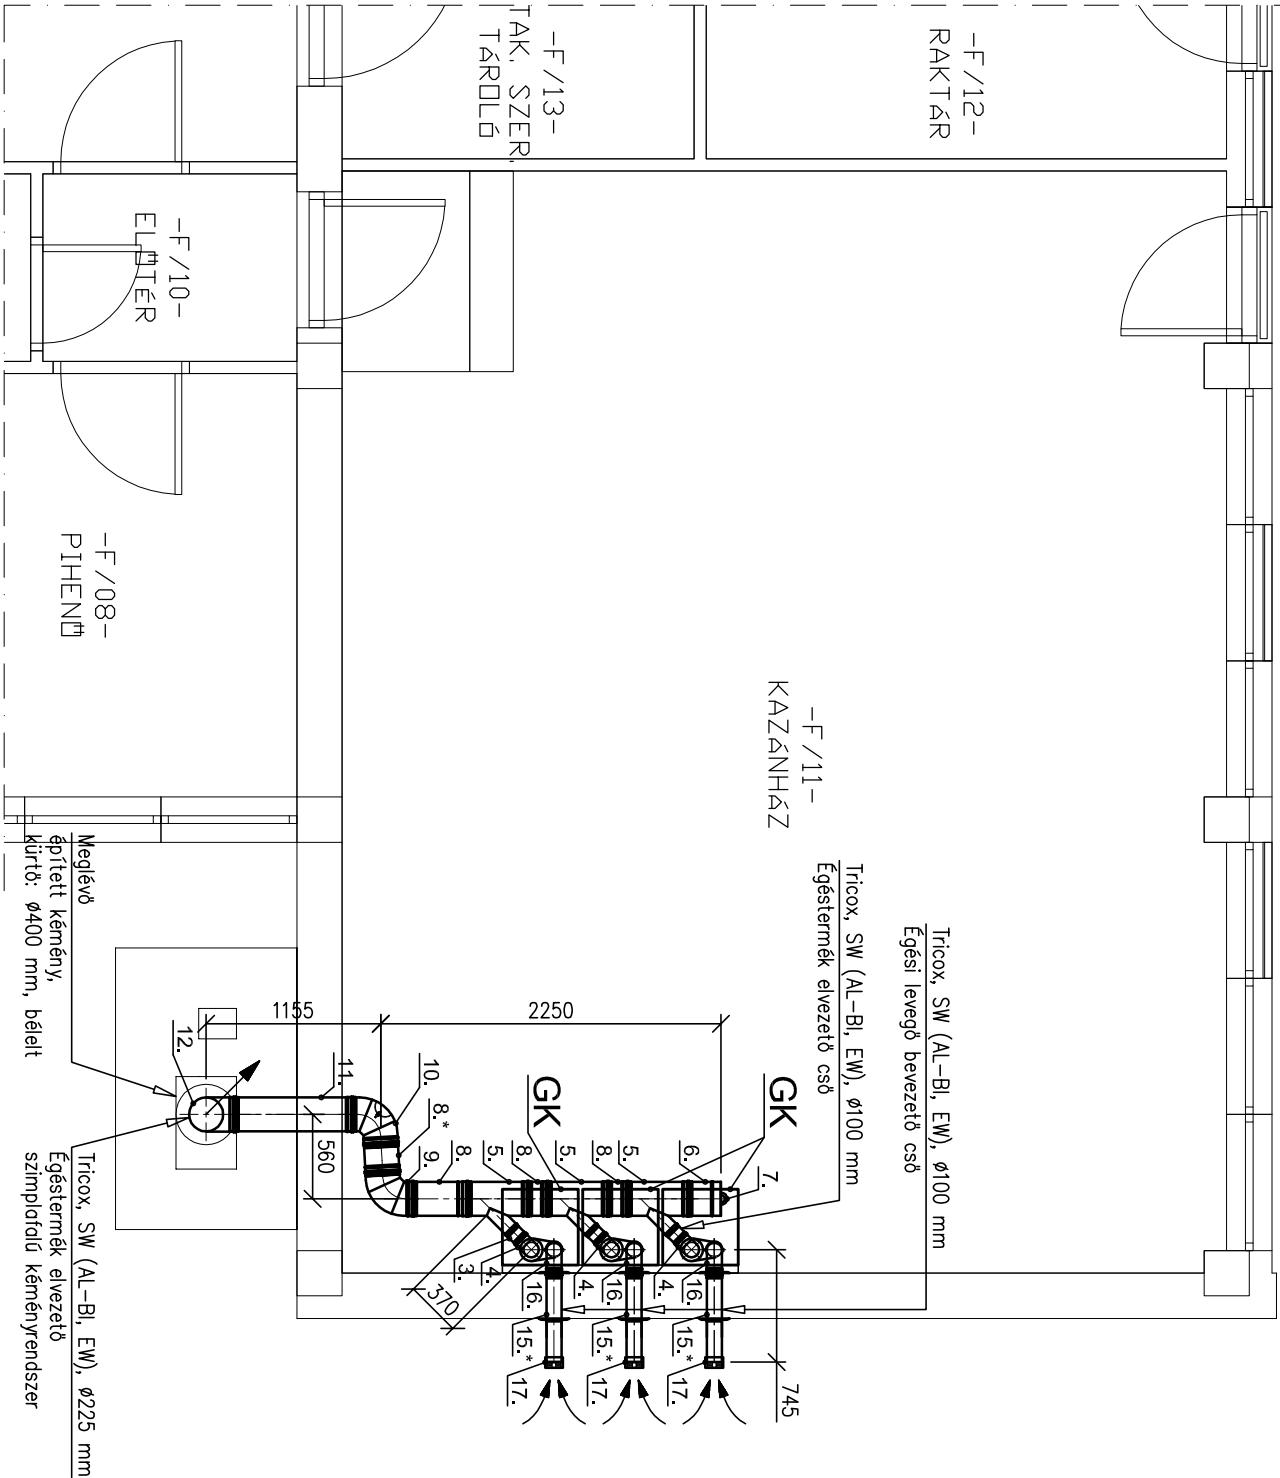 -F/12-
RAKTÁR
-F/13-
TAK. SZER.
TÁROLÓ
-F/10-
ELŐTÉR
-F/08-
PIHENŐ
-F/11-
KAZÁNHÁZ
Tricox, SW (AL-BI, EW), ø100 mm
Égési levegő bevezető cső
Tricox, SW (AL-BI, EW), ø100 mm
Égéstermék elvezető cső
Meglévő
épített kémény,
kürtő: ø400 mm, bélelt
Tricox, SW (AL-BI, EW), ø225 mm
Égéstermék elvezető
szimplafalú kéményrendszer
1155
2250
560
370
745
GK
GK
7.
6.
5.
8.
5.
8.
5.
8.
9.
8.*
10.
11.
12.
3.
4.
4.
4.
16.
16.
16.
15.*
15.*
15.*
17.
17.
17.